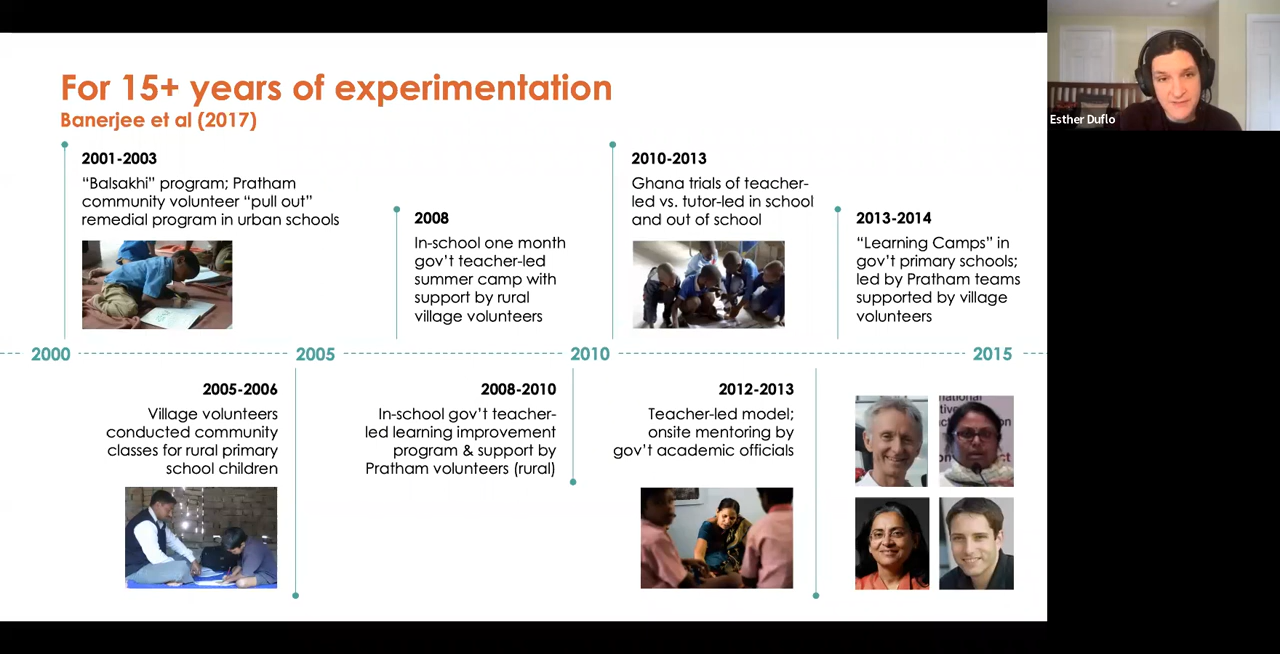 For 15+ years of experimentation
Banerjee et al (2017)
Esther Duflo
2001-2003
“Balsakhi” program; Pratham
community volunteer “pull out”
remedial program in urban schools
2008
In-school one month
gov’t teacher-led
summer camp with
support by rural
village volunteers
2010-2013
Ghana trials of teacher-
led vs. tutor-led in school
and out of school
2013-2014
“Learning Camps” in
gov’t primary schools;
led by Pratham teams
supported by village
volunteers
2000
2005
2010
2015
2005-2006
Village volunteers
conducted community
classes for rural primary
school children
2008-2010
In-school gov’t teacher-
led learning improvement
program & support by
Pratham volunteers (rural)
2012-2013
Teacher-led model;
onsite mentoring by
gov’t academic officials